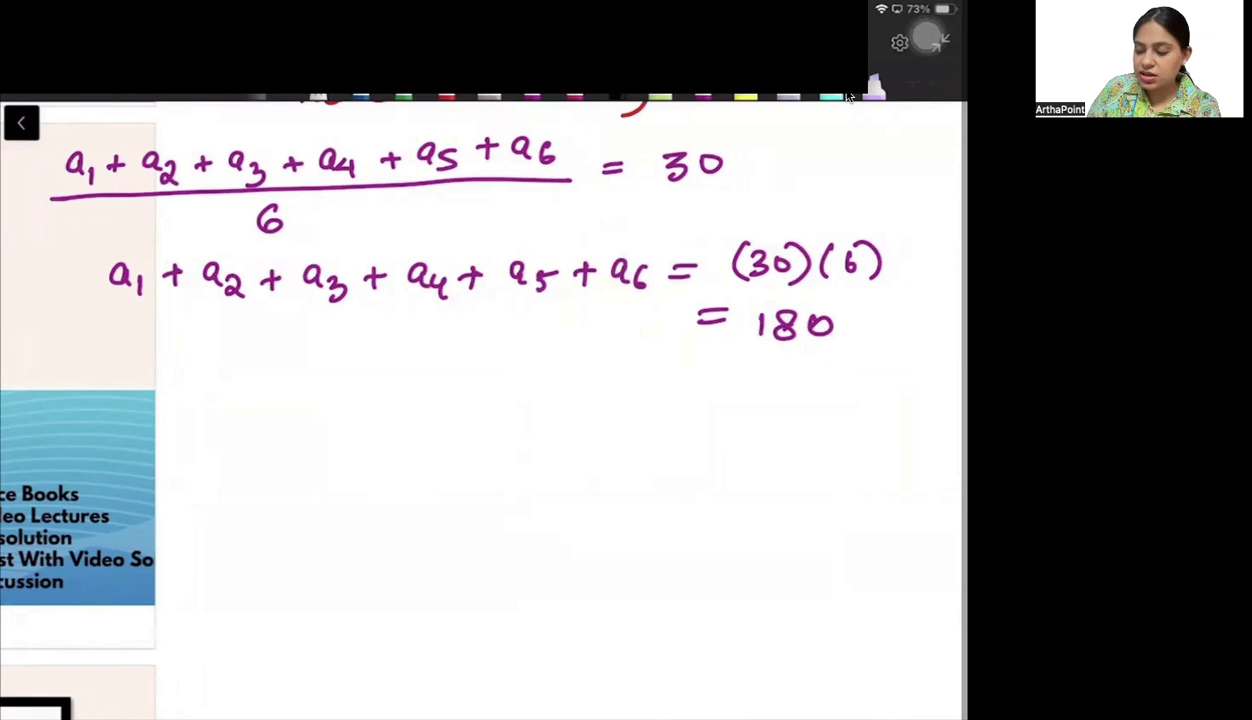 73%
ArthaPoint
a₁ + a₂ + a₃ + a₄ + a₅ + a₆ = 30
6
a₁ + a₂ + a₃ + a₄ + a₅ + a₆ = (30)(6)
= 180
ce Books
leo Lectures
solution
st With Video So
cussion